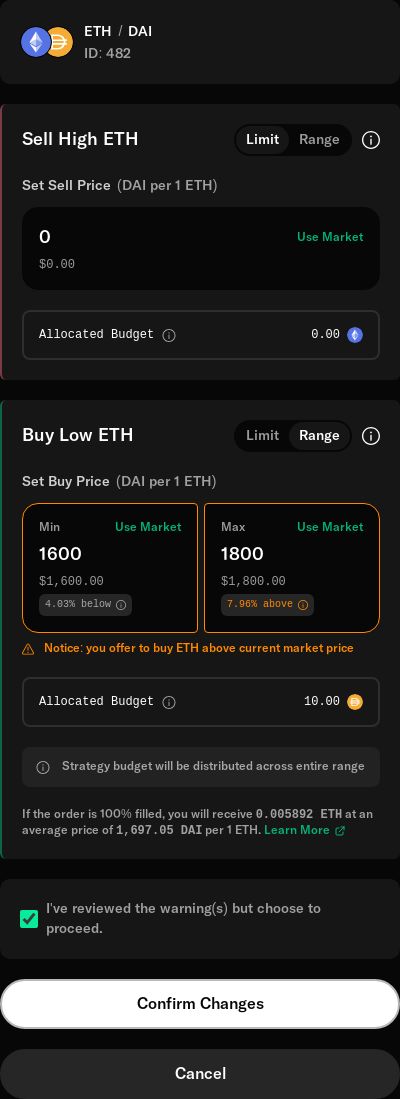 ETH / DAI
ID: 482
Sell High ETH
Limit Range
Set Sell Price (DAI per 1 ETH)
0 Use Market
$0.00
Allocated Budget 0.00
Buy Low ETH
Limit Range
Set Buy Price (DAI per 1 ETH)
Min Use Market Max Use Market
1600 1800
$1,600.00 $1,800.00
4.03% below 7.96% above
Notice: you offer to buy ETH above current market price
Allocated Budget 10.00
Strategy budget will be distributed across entire range
If the order is 100% filled, you will receive 0.005892 ETH at an
average price of 1,697.05 DAI per 1 ETH. Learn More
I've reviewed the warning(s) but choose to
proceed.
Confirm Changes
Cancel